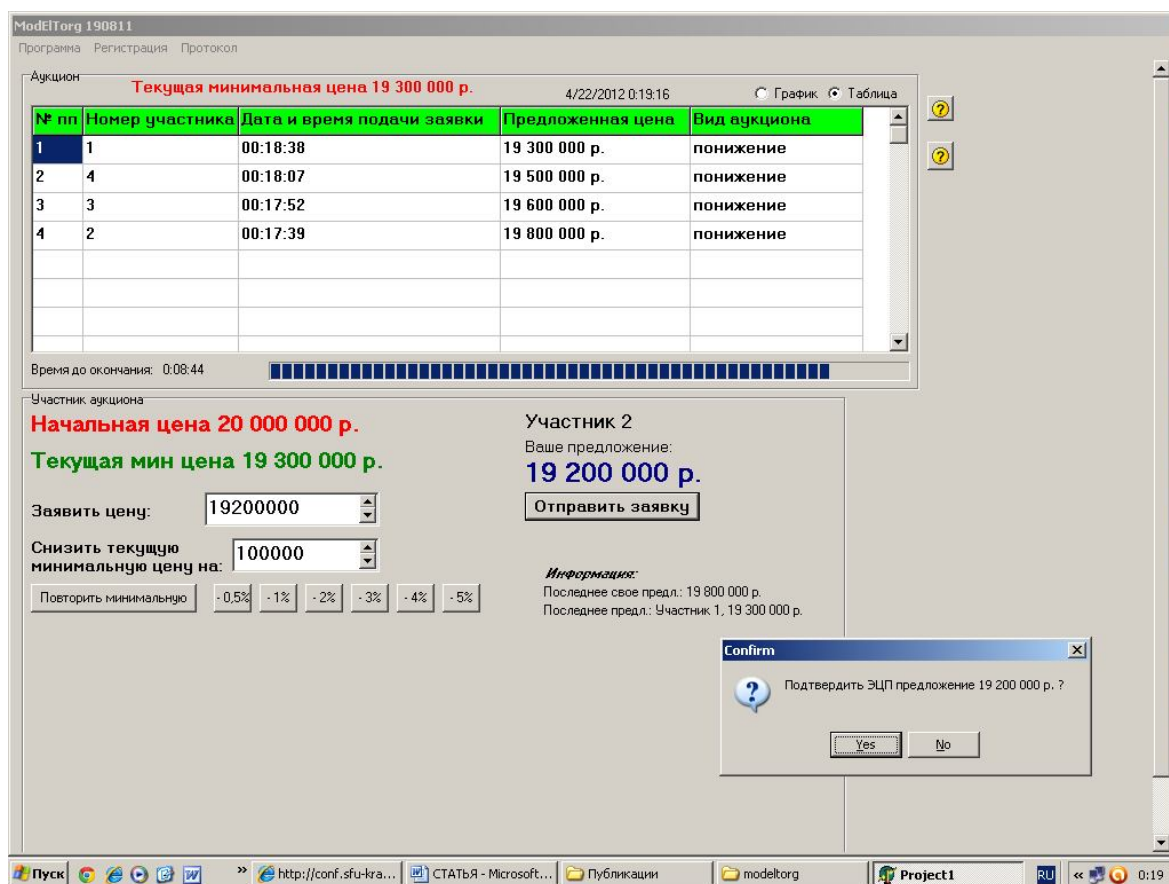 ModElTorg 190811
Программа Регистрация Протокол
Аукцион
Текущая минимальная цена 19 300 000 р.
4/22/2012 0:19:16
График Таблица
№ пп Номер участника Дата и время подачи заявки Предложенная цена Вид аукциона
1 1 00:18:38 19 300 000 р. понижение
2 4 00:18:07 19 500 000 р. понижение
3 3 00:17:52 19 600 000 р. понижение
4 2 00:17:39 19 800 000 р. понижение
Время до окончания: 0:08:44
Участник аукциона
Начальная цена 20 000 000 р.
Текущая мин цена 19 300 000 р.
Заявить цену: 19200000
Снизить текущую
минимальную цену на: 100000
Повторить минимальную - 0,5% - 1% - 2% - 3% - 4% - 5%
Участник 2
Ваше предложение:
19 200 000 р.
Отправить заявку
Информация:
Последнее свое предл.: 19 800 000 р.
Последнее предл.: Участник 1, 19 300 000 р.
Confirm
Подтвердить ЭЦП предложение 19 200 000 р. ?
Yes No
Пуск » http://conf.sfu-kra... СТАТЬЯ - Microsoft... Публикации modeltorg Project1 RU « 0:19